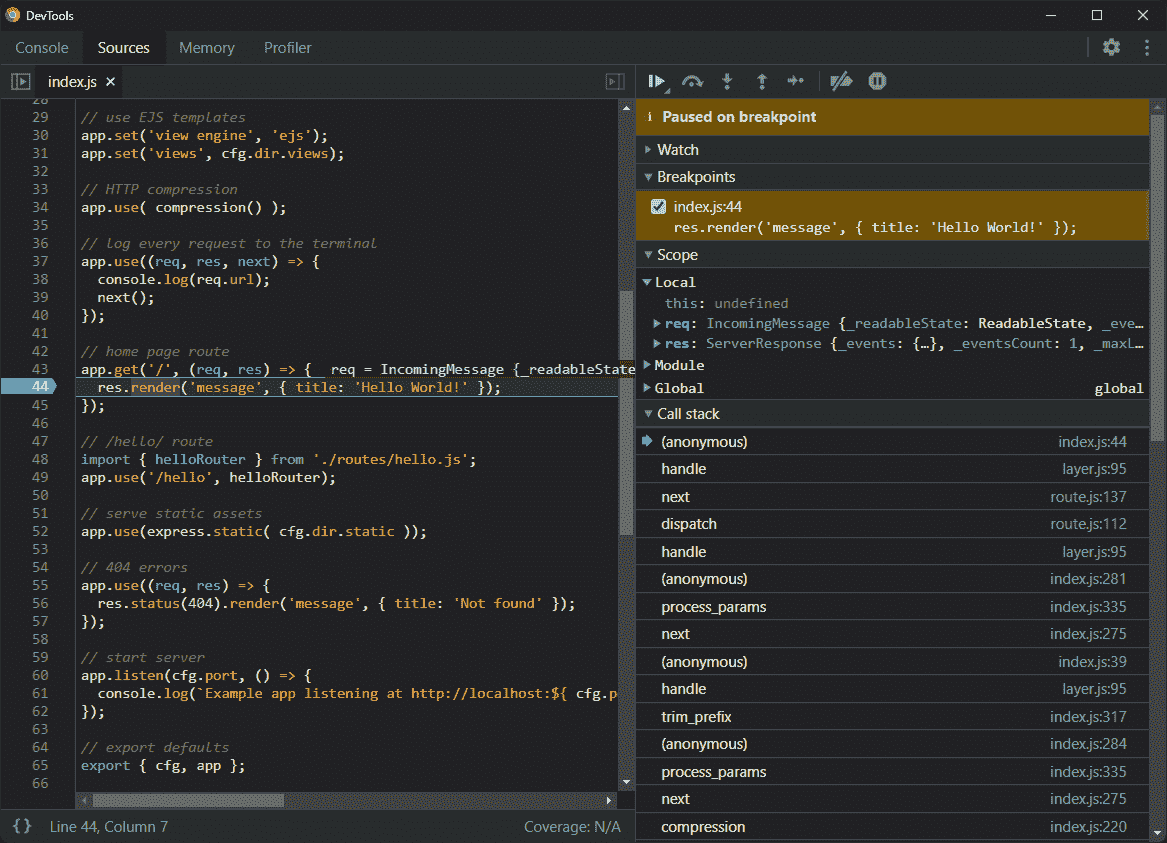 DevTools
Console Sources Memory Profiler
index.js
28
29 // use EJS templates
30 app.set('view engine', 'ejs');
31 app.set('views', cfg.dir.views);
32
33 // HTTP compression
34 app.use( compression() );
35
36 // log every request to the terminal
37 app.use((req, res, next) => {
38   console.log(req.url);
39   next();
40 });
41
42 // home page route
43 app.get('/', (req, res) => {  req = IncomingMessage {_readableState
44   res.render('message', { title: 'Hello World!' });
45 });
46
47 // /hello/ route
48 import { helloRouter } from './routes/hello.js';
49 app.use('/hello', helloRouter);
50
51 // serve static assets
52 app.use(express.static( cfg.dir.static ));
53
54 // 404 errors
55 app.use((req, res) => {
56   res.status(404).render('message', { title: 'Not found' });
57 });
58
59 // start server
60 app.listen(cfg.port, () => {
61   console.log(`Example app listening at http://localhost:${ cfg.p
62 });
63
64 // export defaults
65 export { cfg, app };
66
{ } Line 44, Column 7 Coverage: N/A
i Paused on breakpoint
Watch
Breakpoints
index.js:44
res.render('message', { title: 'Hello World!' });
Scope
Local
this: undefined
req: IncomingMessage {_readableState: ReadableState, _eve…
res: ServerResponse {_events: {…}, _eventsCount: 1, _maxL…
Module
Global global
Call stack
(anonymous) index.js:44
handle layer.js:95
next route.js:137
dispatch route.js:112
handle layer.js:95
(anonymous) index.js:281
process_params index.js:335
next index.js:275
(anonymous) index.js:39
handle layer.js:95
trim_prefix index.js:317
(anonymous) index.js:284
process_params index.js:335
next index.js:275
compression index.js:220